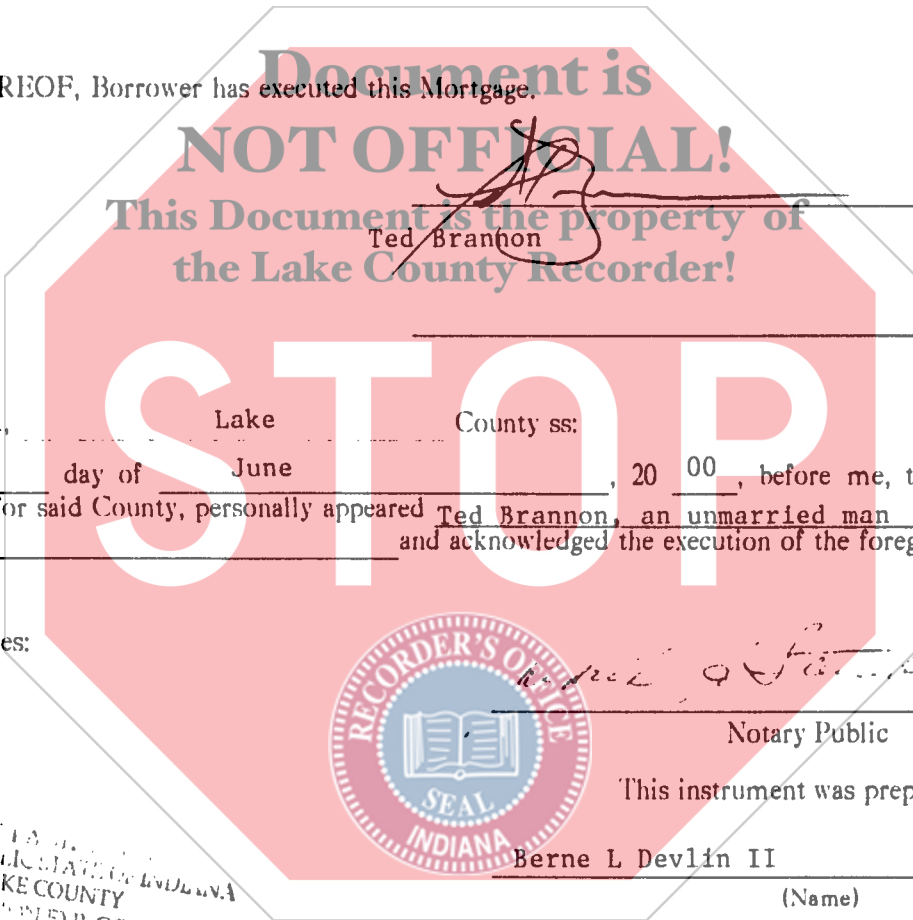 Document is
REOF, Borrower has executed this Mortgage.
NOT OFFICIAL!
This Document is the property of
Ted Brannon
the Lake County Recorder!
STOP
, Lake County ss:
day of June , 20 00 , before me, t
or said County, personally appeared Ted Brannon, an unmarried man
and acknowledged the execution of the foreg
es:
RECORDER'S OFFICE
SEAL
INDIANA
Notary Public
This instrument was prep
STATE OF INDIANA
KE COUNTY
Berne L Devlin II
(Name)